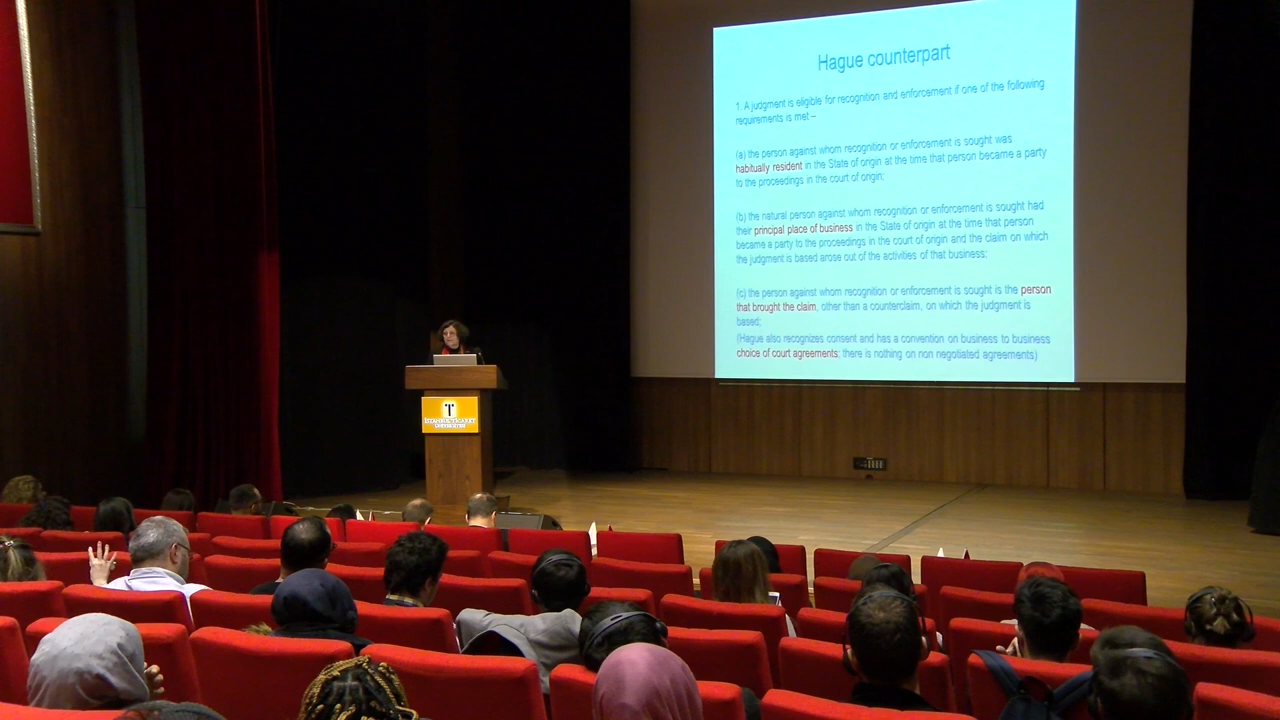 Hague counterpart
1. A judgment is eligible for recognition and enforcement if one of the following
requirements is met –
(a) the person against whom recognition or enforcement is sought was
habitually resident in the State of origin at the time that person became a party
to the proceedings in the court of origin;
(b) the natural person against whom recognition or enforcement is sought had
their principal place of business in the State of origin at the time that person
became a party to the proceedings in the court of origin and the claim on which
the judgment is based arose out of the activities of that business;
(c) the person against whom recognition or enforcement is sought is the person
that brought the claim, other than a counterclaim, on which the judgment is
based;
(Hague also recognizes consent and has a convention on business to business
choice of court agreements; there is nothing on non negotiated agreements)
İSTANBUL TİCARET
ÜNİVERSİTESİ